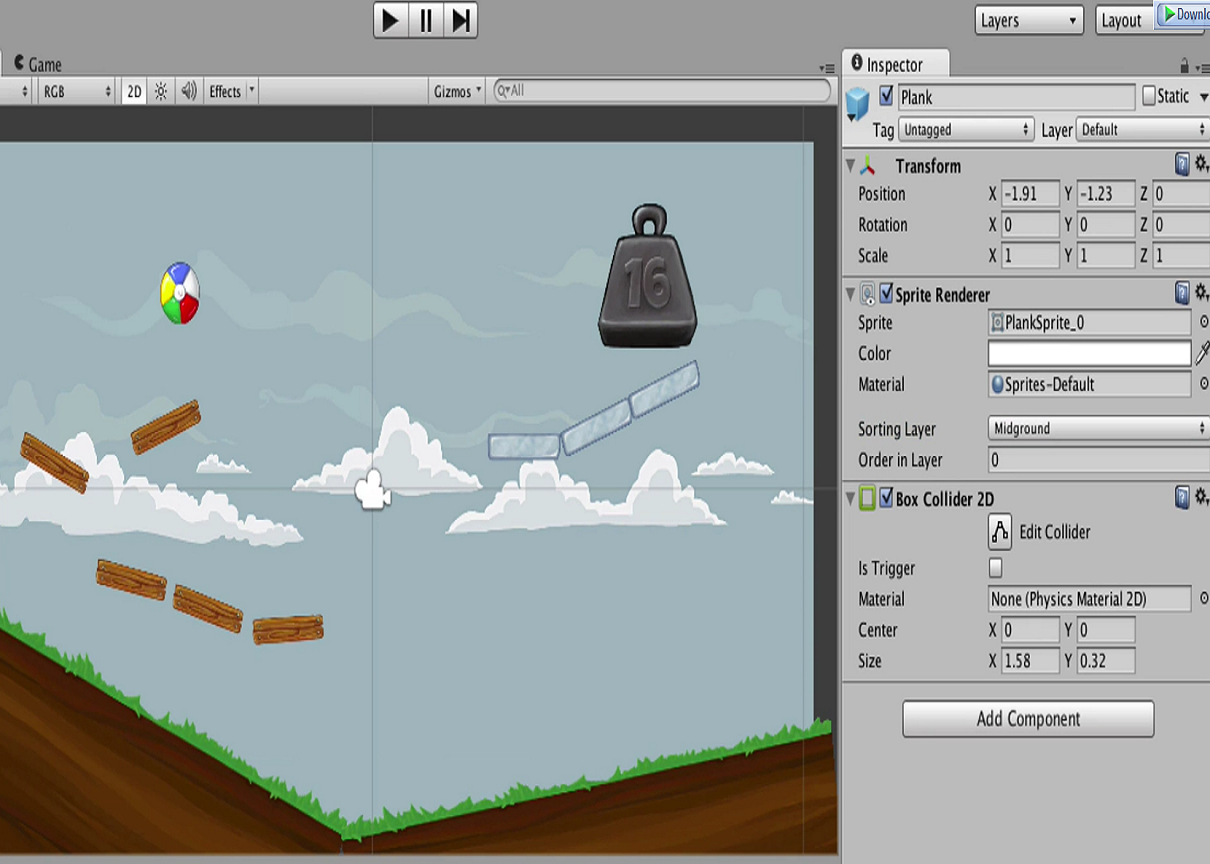 Layers Layout Downlo
Game Inspector
RGB 2D Effects Gizmos All
Plank Static
Tag Untagged Layer Default
Transform
Position X -1.91 Y -1.23 Z 0
Rotation X 0 Y 0 Z 0
Scale X 1 Y 1 Z 1
Sprite Renderer
Sprite PlankSprite_0
Color
Material Sprites-Default
Sorting Layer Midground
Order in Layer 0
Box Collider 2D
Edit Collider
Is Trigger
Material None (Physics Material 2D)
Center X 0 Y 0
Size X 1.58 Y 0.32
Add Component
16